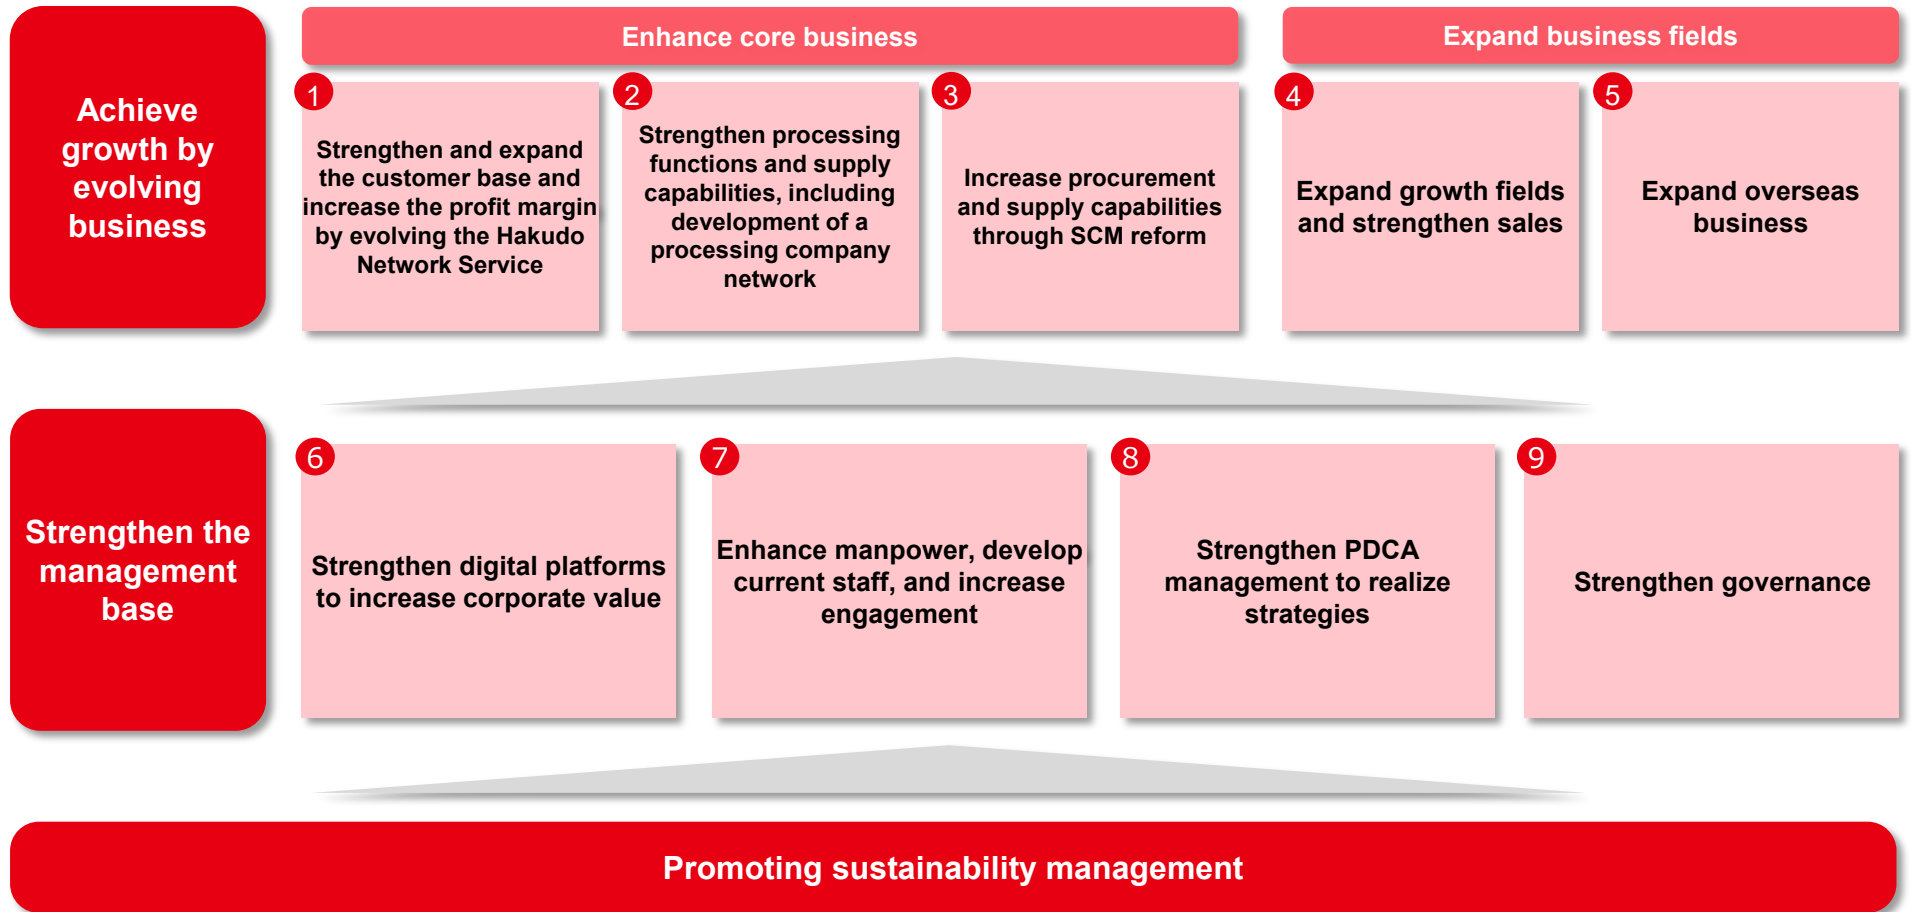 Achieve
growth by
evolving
business
Enhance core business
Expand business fields
1
Strengthen and expand
the customer base and
increase the profit margin
by evolving the Hakudo
Network Service
2
Strengthen processing
functions and supply
capabilities, including
development of a
processing company
network
3
Increase procurement
and supply capabilities
through SCM reform
4
Expand growth fields
and strengthen sales
5
Expand overseas
business
Strengthen the
management
base
6
Strengthen digital platforms
to increase corporate value
7
Enhance manpower, develop
current staff, and increase
engagement
8
Strengthen PDCA
management to realize
strategies
9
Strengthen governance
Promoting sustainability management